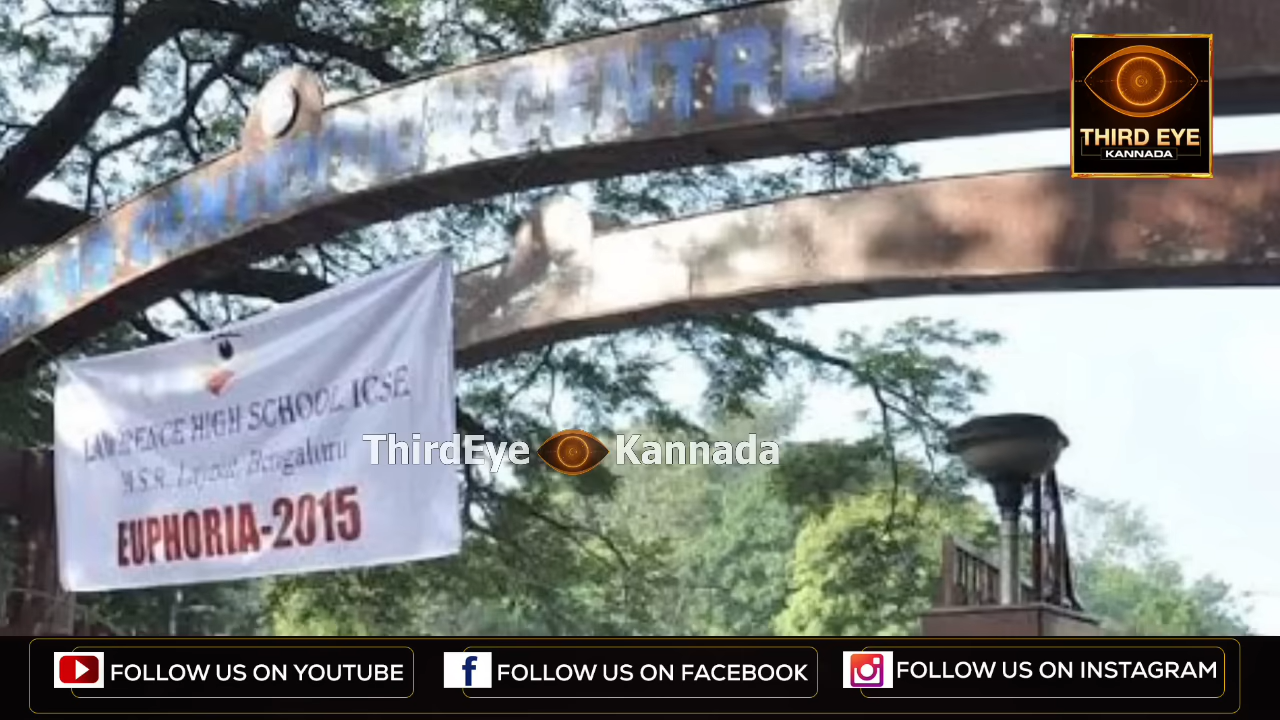 CENTRE
THIRD EYE
KANNADA
LAWRENCE HIGH SCHOOL ICSE
Layout Bengaluru
EUPHORIA-2015
ThirdEye Kannada
FOLLOW US ON YOUTUBE
FOLLOW US ON FACEBOOK
FOLLOW US ON INSTAGRAM